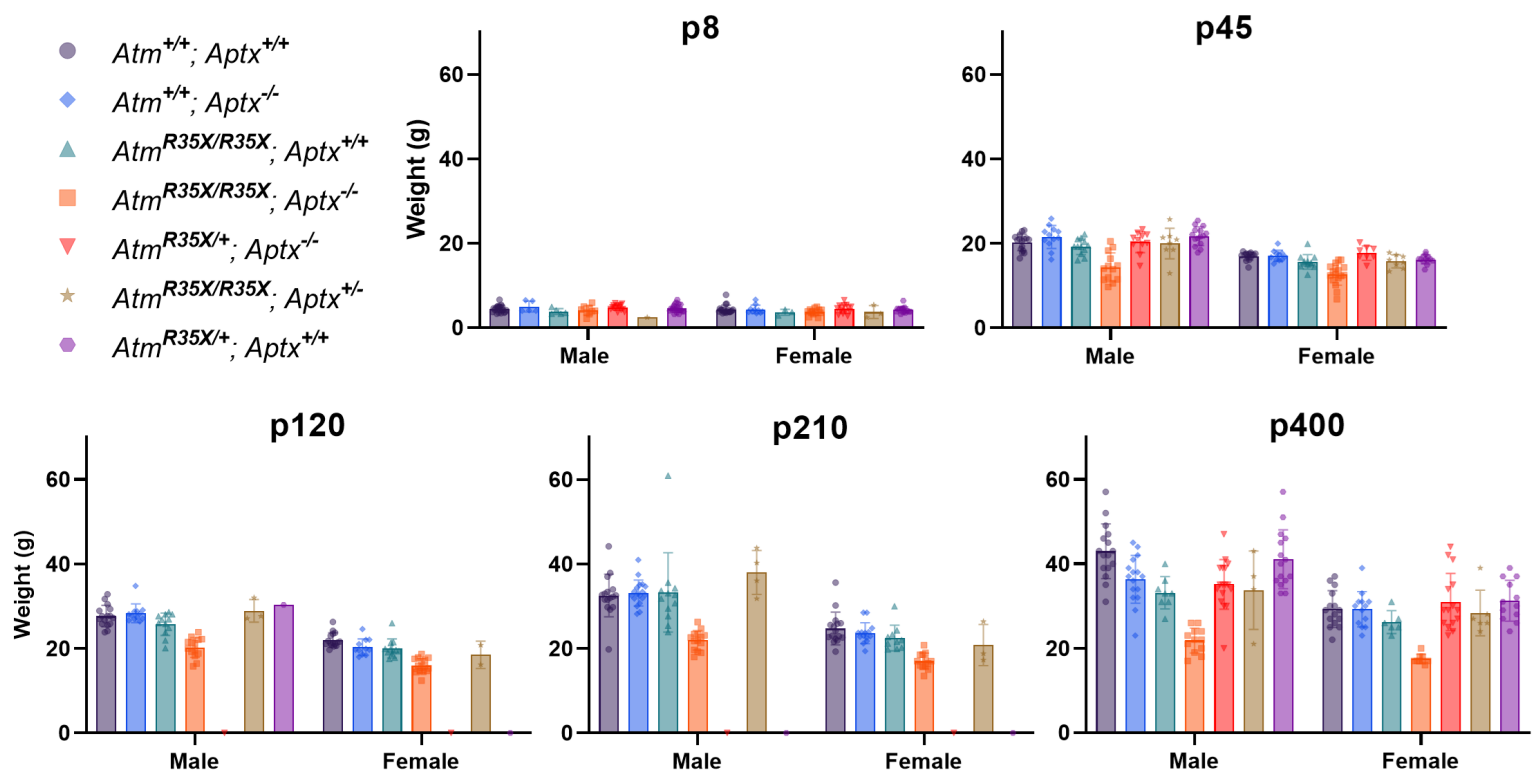 Atm+/+; Aptx+/+
Atm+/+; Aptx-/-
AtmR35X/R35X; Aptx+/+
AtmR35X/R35X; Aptx-/-
AtmR35X/+; Aptx-/-
AtmR35X/R35X; Aptx+/-
AtmR35X/+; Aptx+/+
p8
Weight (g)
60
40
20
0
Male Female
p45
60
40
20
0
Male Female
p120
Weight (g)
60
40
20
0
Male Female
p210
60
40
20
0
Male Female
p400
60
40
20
0
Male Female